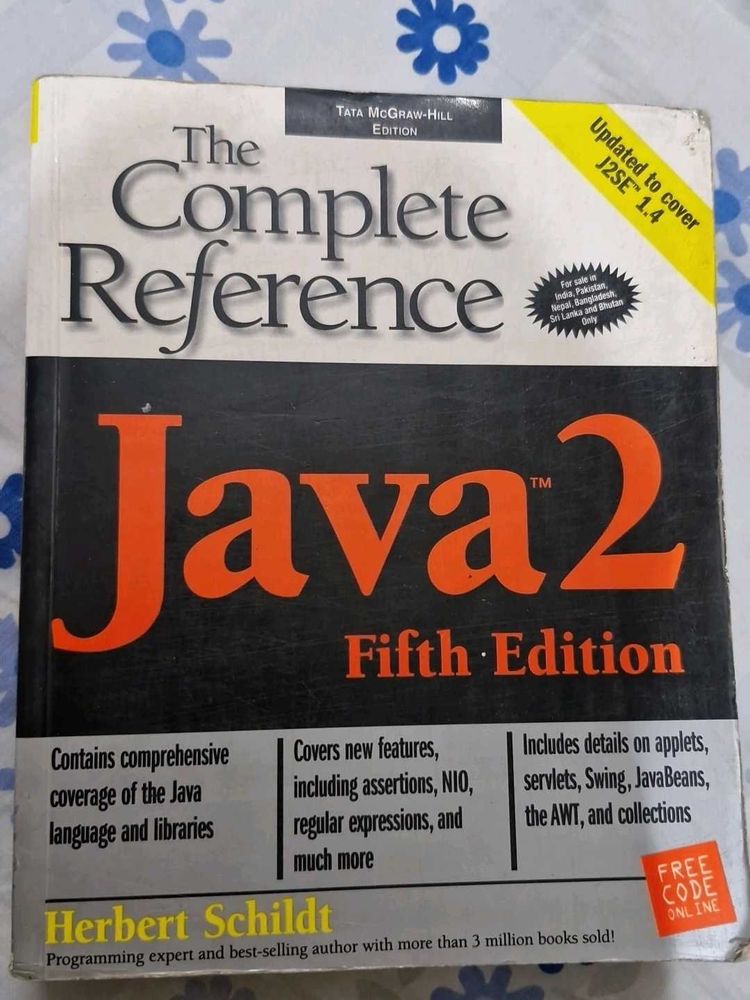 TATA MCGRAW-HILL
EDITION
Updated to cover
J2SE™ 1.4
The
Complete
Reference
For sale in
India, Pakistan,
Nepal, Bangladesh,
Sri Lanka and Bhutan
Only
Java™ 2
Fifth Edition
Contains comprehensive
coverage of the Java
language and libraries
Covers new features,
including assertions, NIO,
regular expressions, and
much more
Includes details on applets,
servlets, Swing, JavaBeans,
the AWT, and collections
FREE
CODE
ONLINE
Herbert Schildt
Programming expert and best-selling author with more than 3 million books sold!